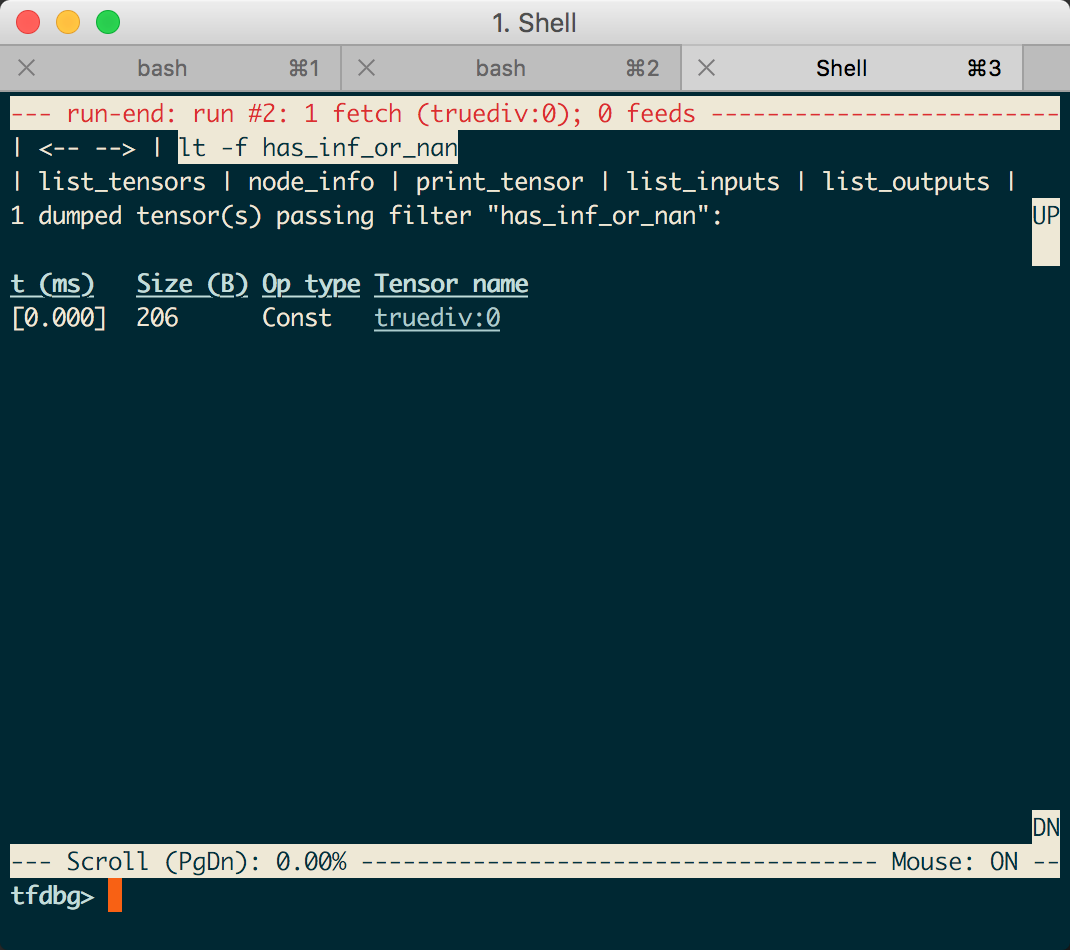 1. Shell
bash ⌘1 bash ⌘2 Shell ⌘3
--- run-end: run #2: 1 fetch (truediv:0); 0 feeds -------------------------
| <-- --> | lt -f has_inf_or_nan
| list_tensors | node_info | print_tensor | list_inputs | list_outputs |
1 dumped tensor(s) passing filter "has_inf_or_nan": UP
t (ms) Size (B) Op type Tensor name
[0.000] 206 Const truediv:0
DN
--- Scroll (PgDn): 0.00% ------------------------------------- Mouse: ON --
tfdbg>